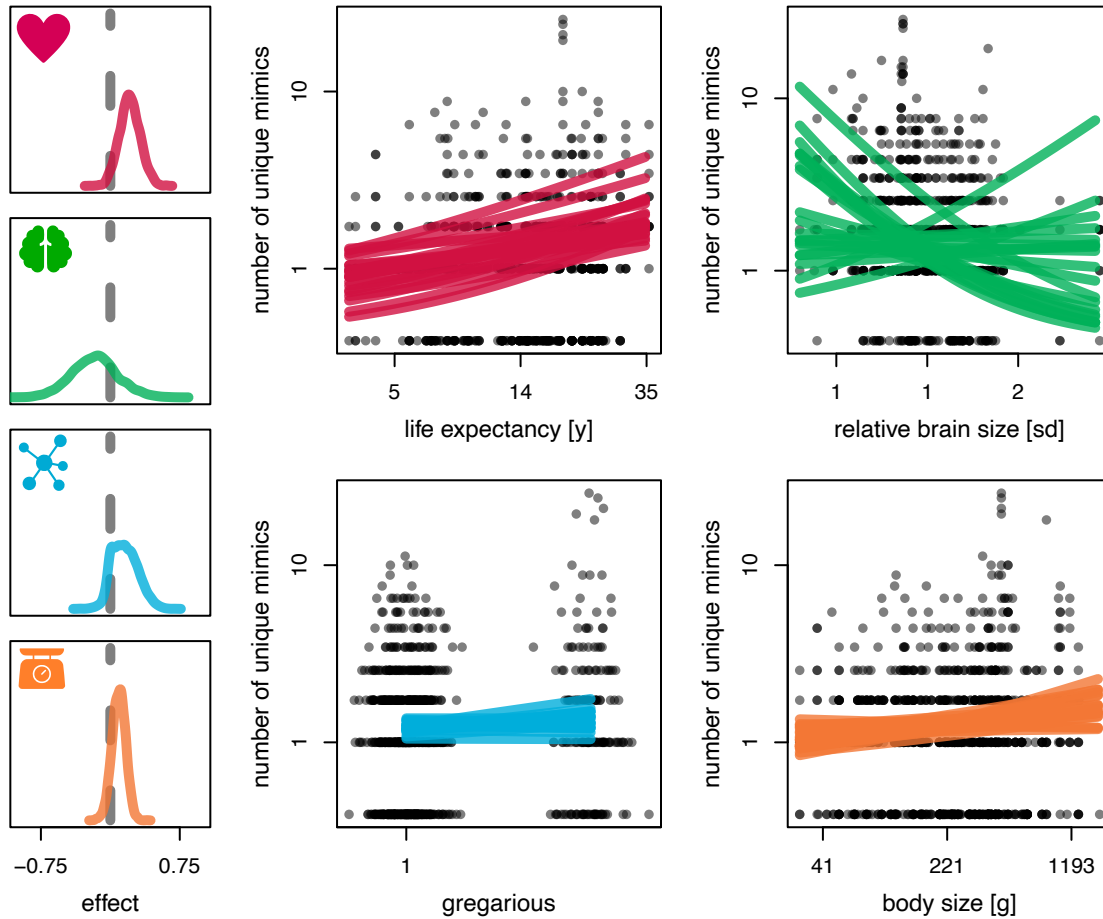 number of unique mimics
10
1
5
14
35
life expectancy [y]
number of unique mimics
10
1
1
1
2
relative brain size [sd]
−0.75
0.75
effect
number of unique mimics
10
1
1
gregarious
number of unique mimics
10
1
41
221
1193
body size [g]